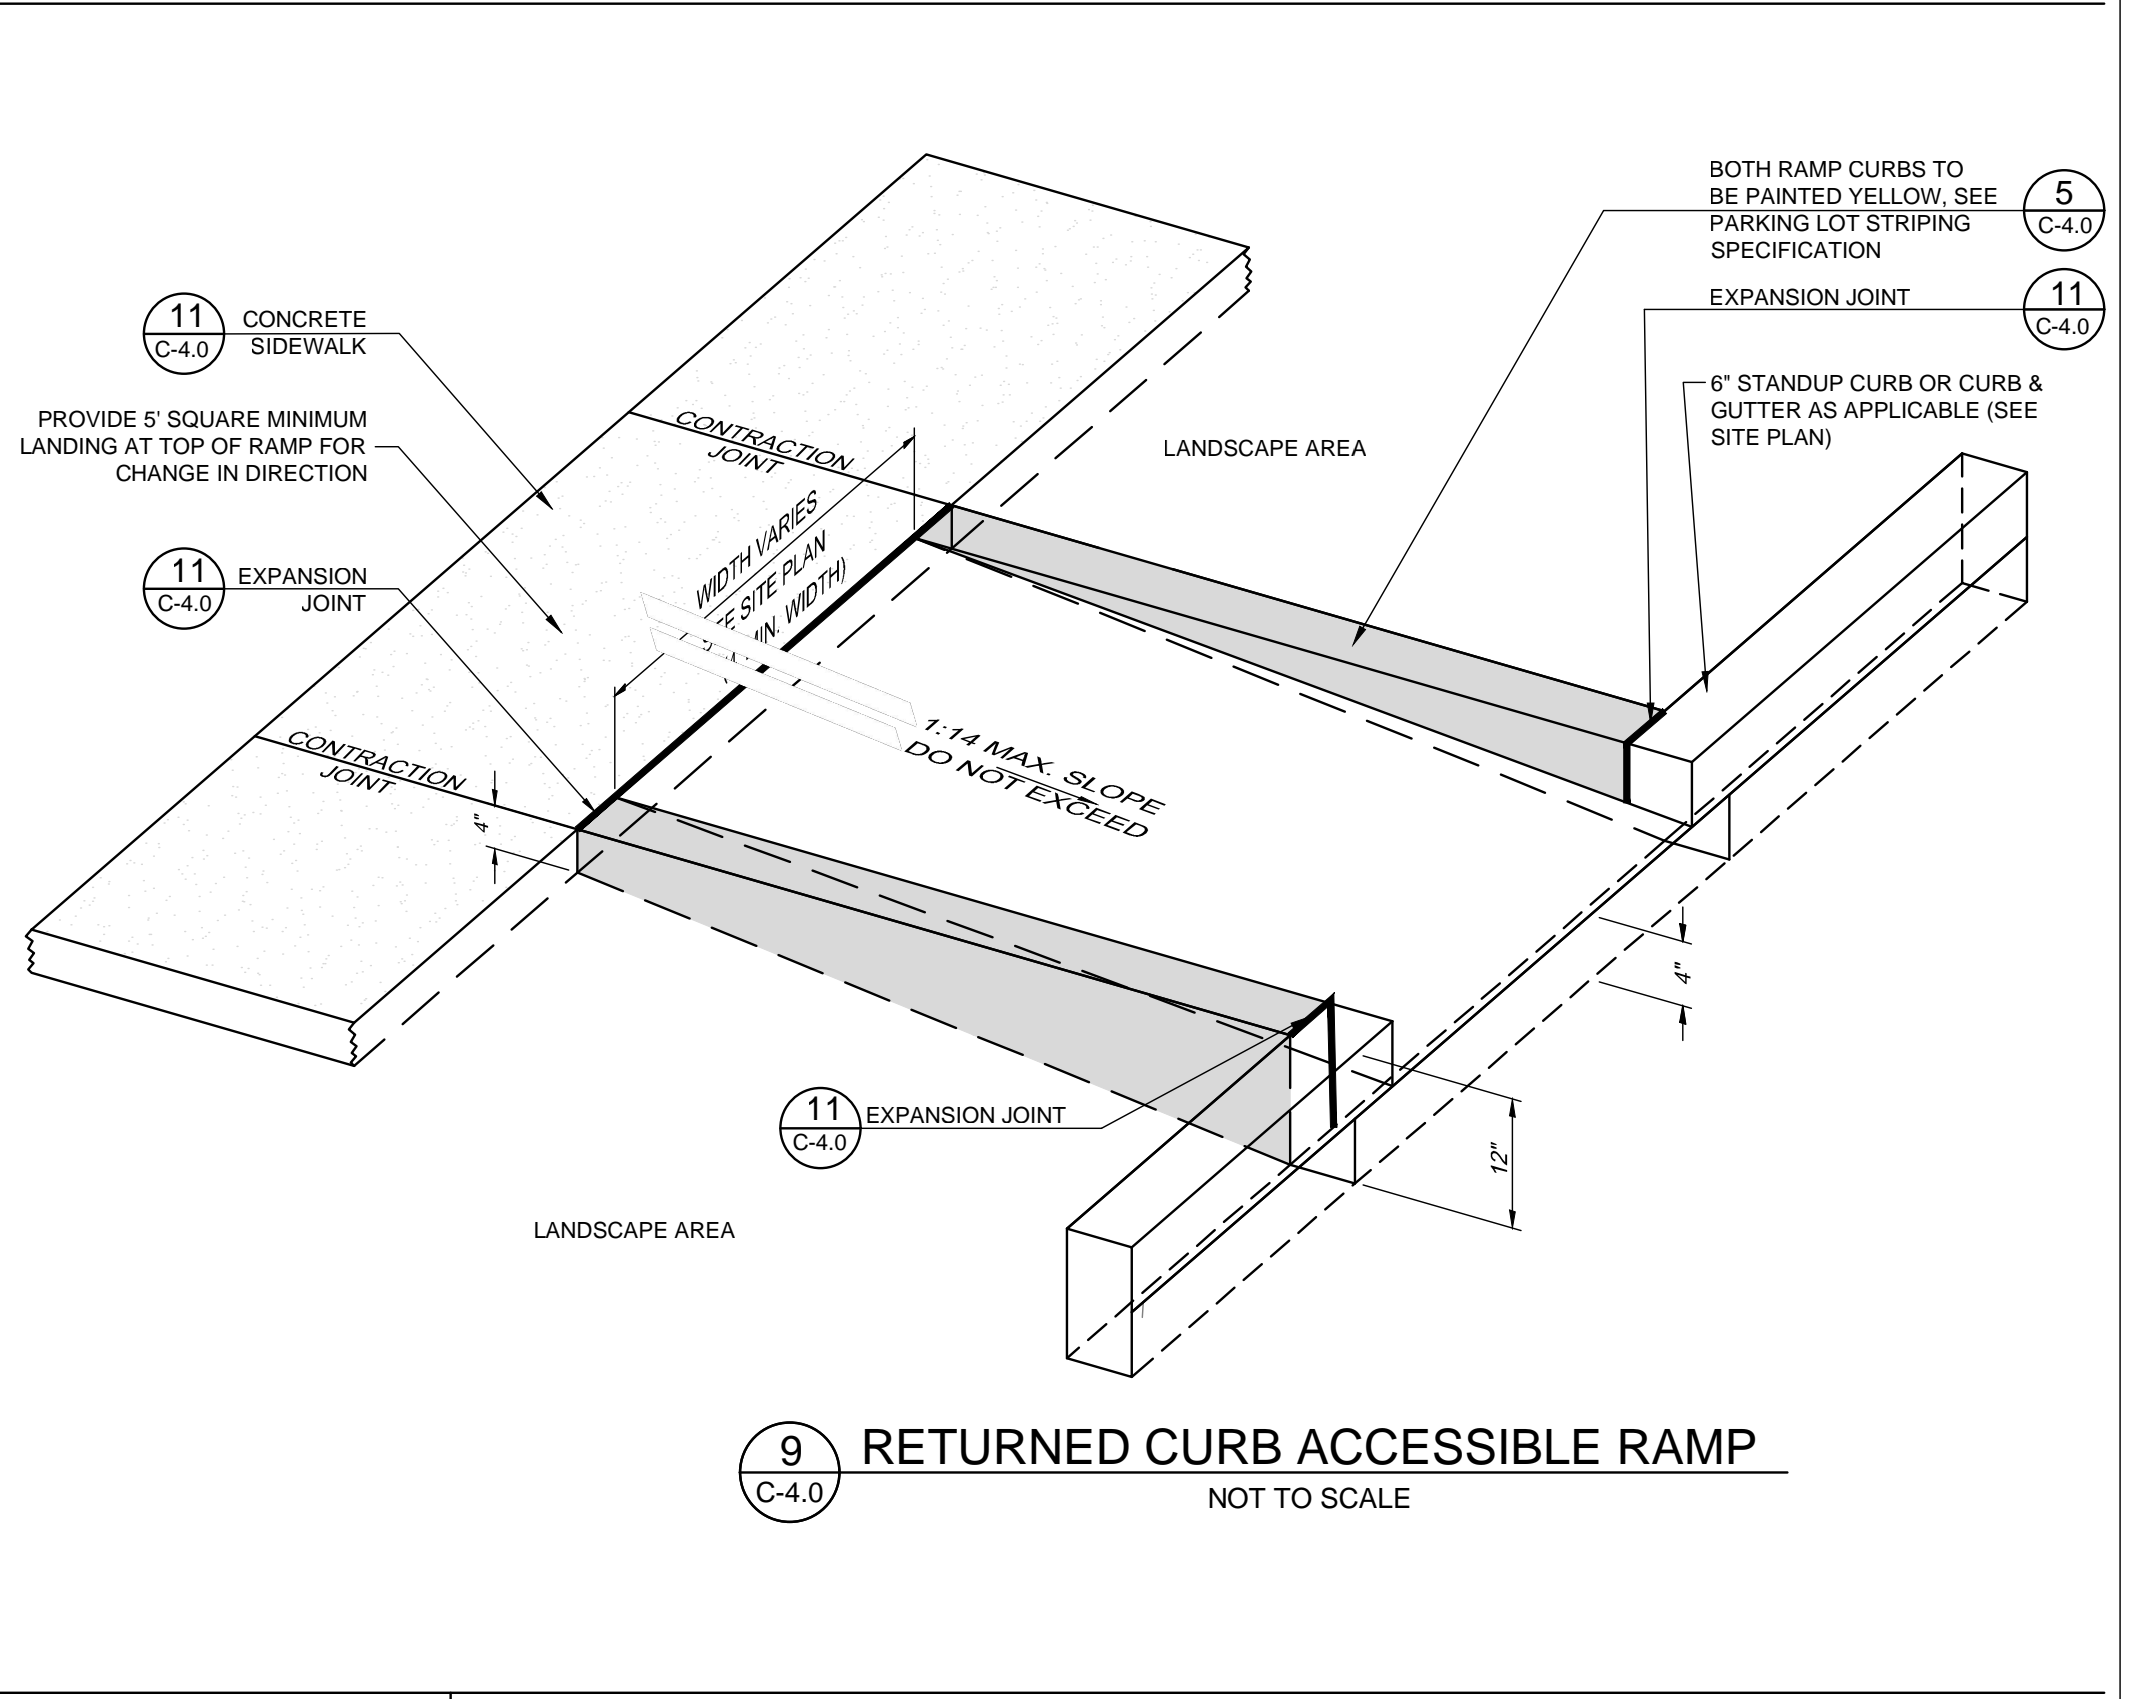 BOTH RAMP CURBS TO
BE PAINTED YELLOW, SEE
PARKING LOT STRIPING
SPECIFICATION
5
C-4.0
EXPANSION JOINT
11
C-4.0
6" STANDUP CURB OR CURB &
GUTTER AS APPLICABLE (SEE
SITE PLAN)
11
C-4.0
CONCRETE
SIDEWALK
PROVIDE 5' SQUARE MINIMUM
LANDING AT TOP OF RAMP FOR
CHANGE IN DIRECTION
11
C-4.0
EXPANSION
JOINT
CONTRACTION
JOINT
LANDSCAPE AREA
WIDTH VARIES
SITE PLAN
WIDTH)
1:14 MAX. SLOPE
DO NOT EXCEED
CONTRACTION
JOINT
4"
4"
12"
11
C-4.0
EXPANSION JOINT
LANDSCAPE AREA
9
C-4.0
RETURNED CURB ACCESSIBLE RAMP
NOT TO SCALE